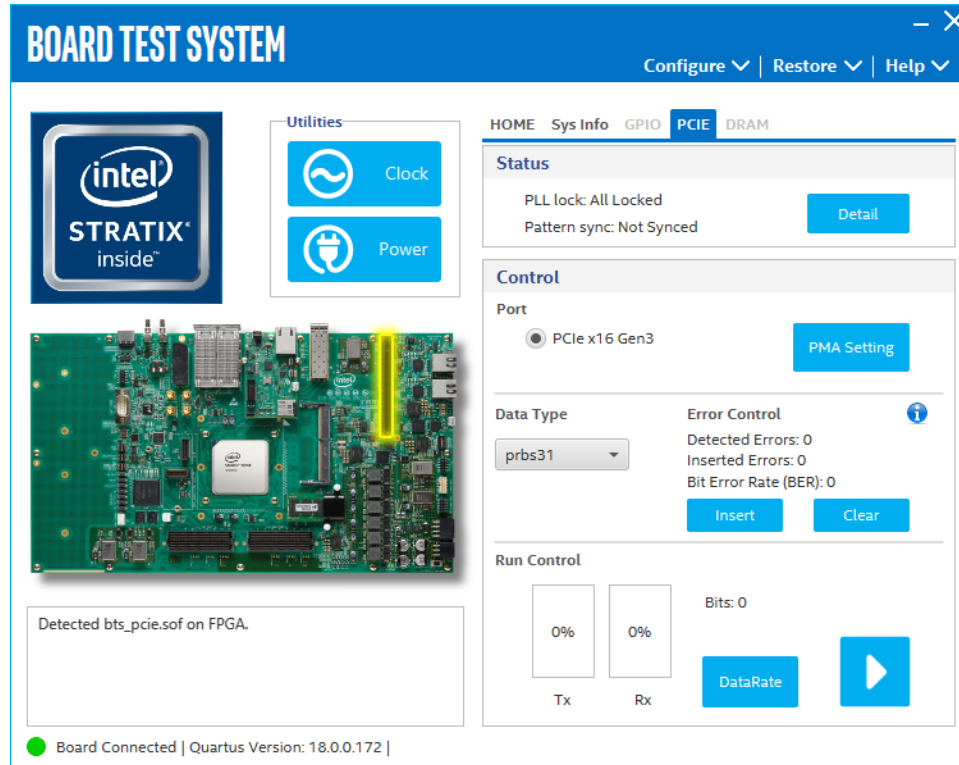 BOARD TEST SYSTEM
Configure | Restore | Help
intel
STRATIX
inside™
Utilities
Clock
Power
HOME Sys Info GPIO PCIE DRAM
Status
PLL lock: All Locked
Pattern sync: Not Synced
Detail
Control
Port
PCIe x16 Gen3
PMA Setting
Data Type
prbs31
Error Control
Detected Errors: 0
Inserted Errors: 0
Bit Error Rate (BER): 0
Insert
Clear
Run Control
0%
0%
Tx
Rx
Bits: 0
DataRate
Detected bts_pcie.sof on FPGA.
Board Connected | Quartus Version: 18.0.0.172 |